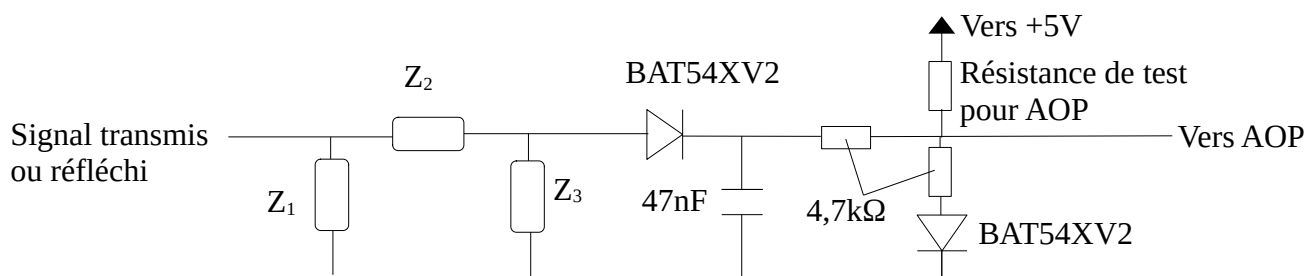 Vers +5V
Z2
BAT54XV2
Résistance de test
pour AOP
Signal transmis
ou réfléchi
Vers AOP
Z1
Z3
47nF
4,7kΩ
BAT54XV2